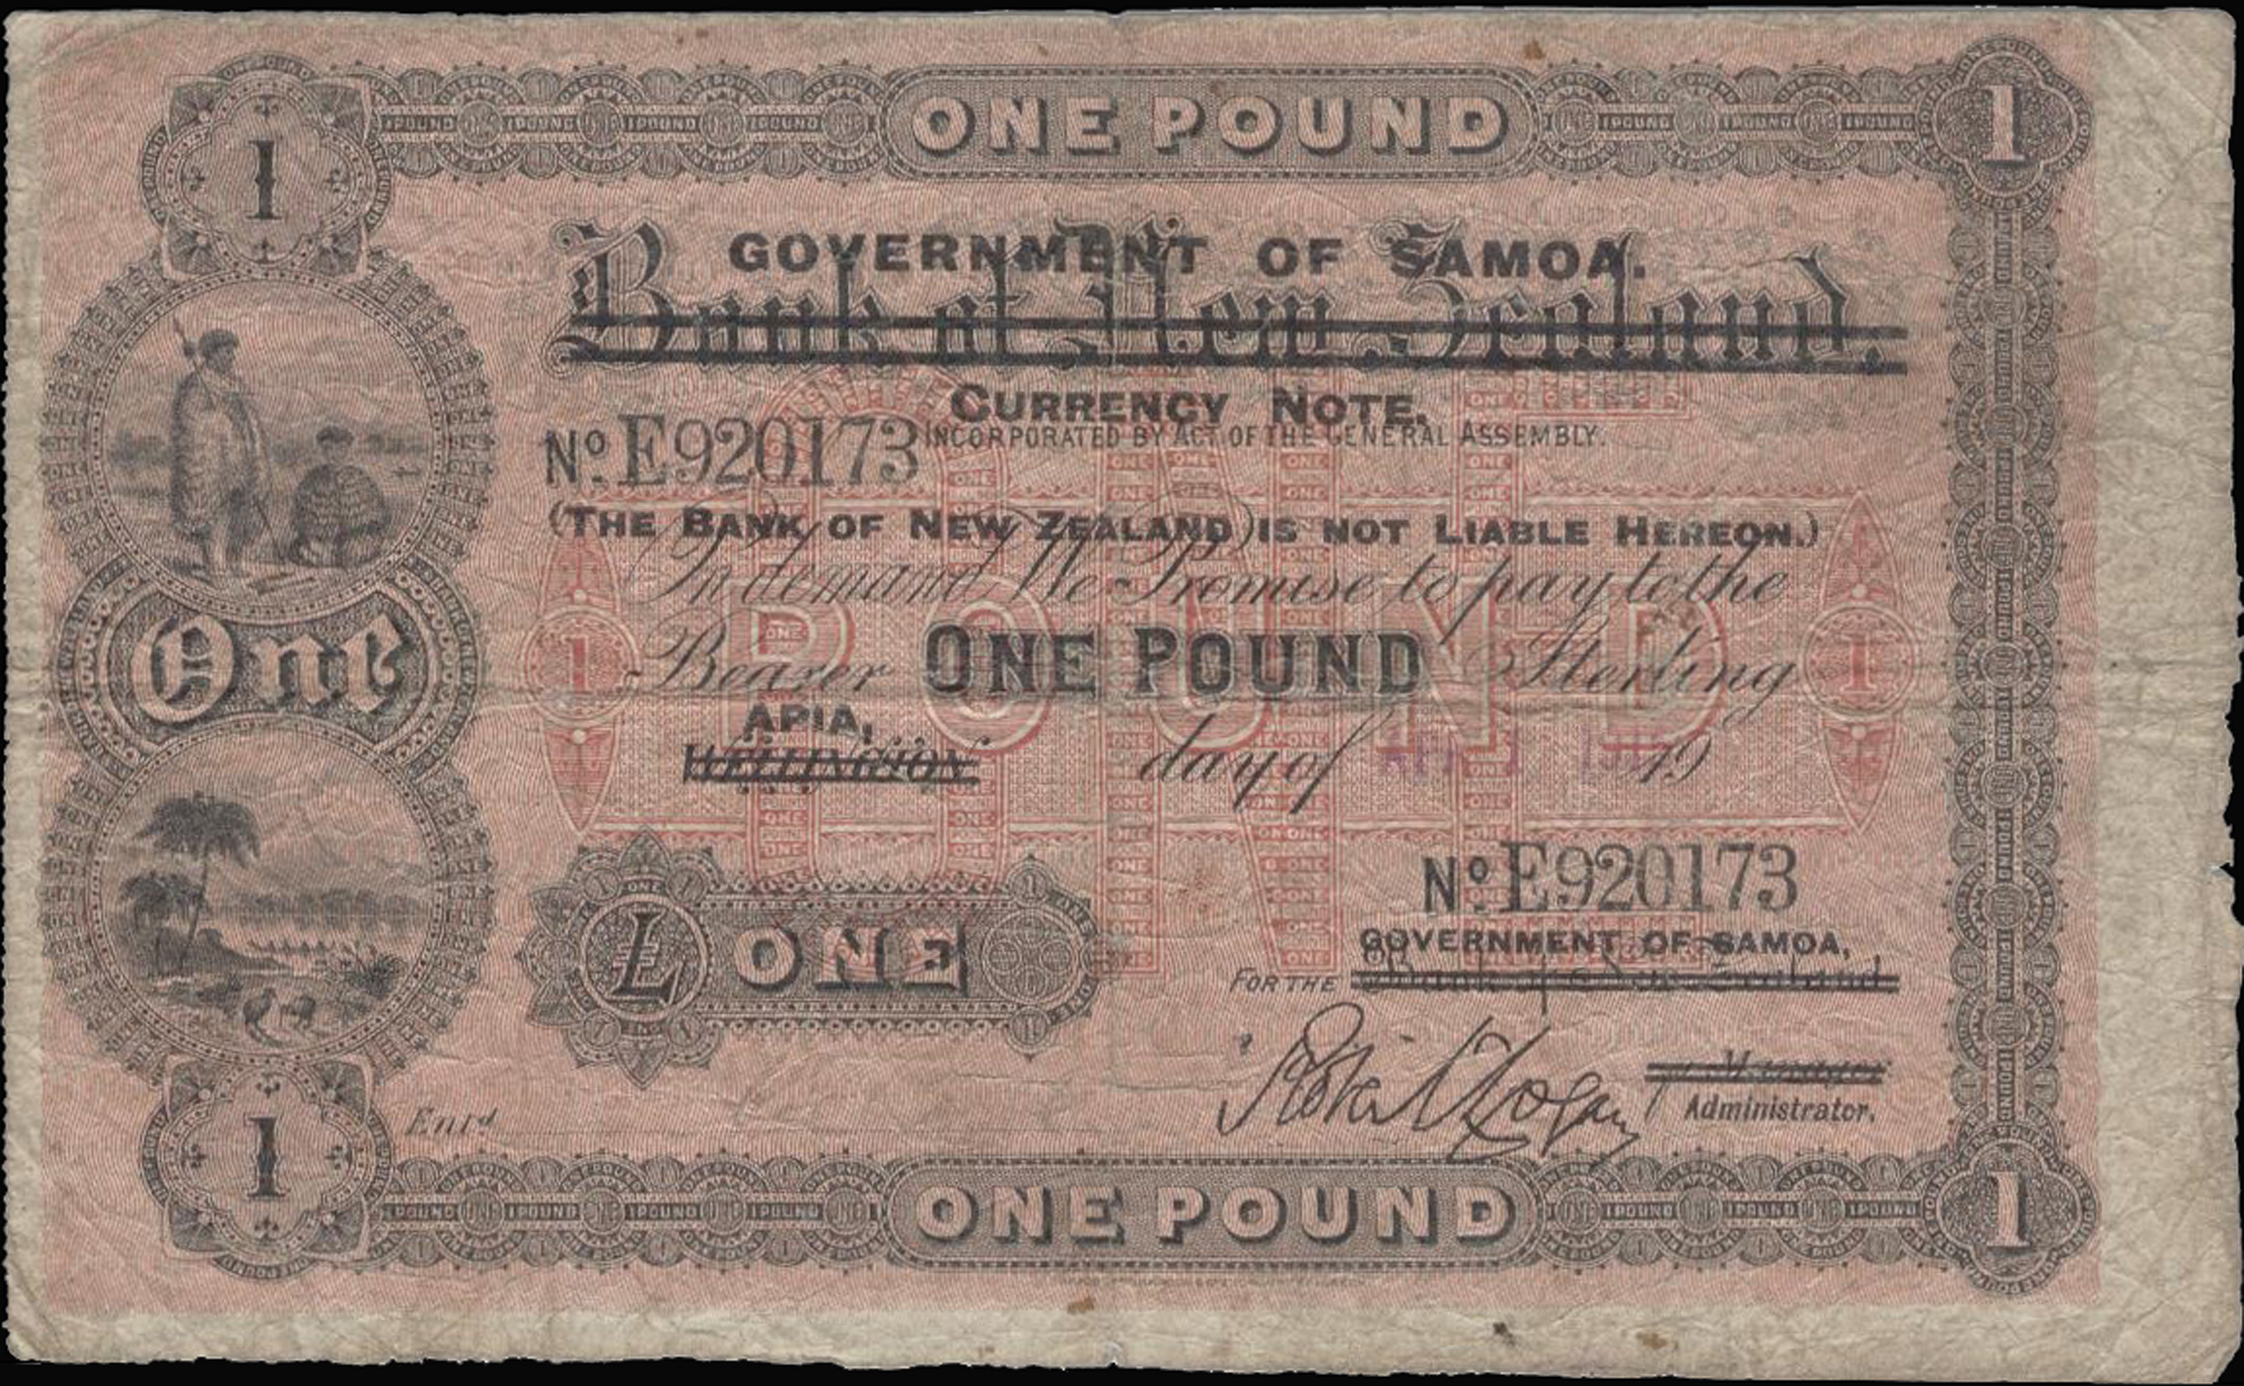 ONE POUND
1
1
GOVERNMENT OF SAMOA.
Bank of New Zealand.
CURRENCY NOTE.
No. E920173
INCORPORATED BY ACT OF THE GENERAL ASSEMBLY.
(THE BANK OF NEW ZEALAND IS NOT LIABLE HEREON.)
On demand We Promise to pay to the
Bearer ONE POUND Sterling
One
POUND
1
1
APIA,
WELLINGTON
day of 19
No. E920173
£ ONE
GOVERNMENT OF SAMOA,
FOR THE Bank of New Zealand
Manager
Administrator.
Entd
1
ONE POUND
1